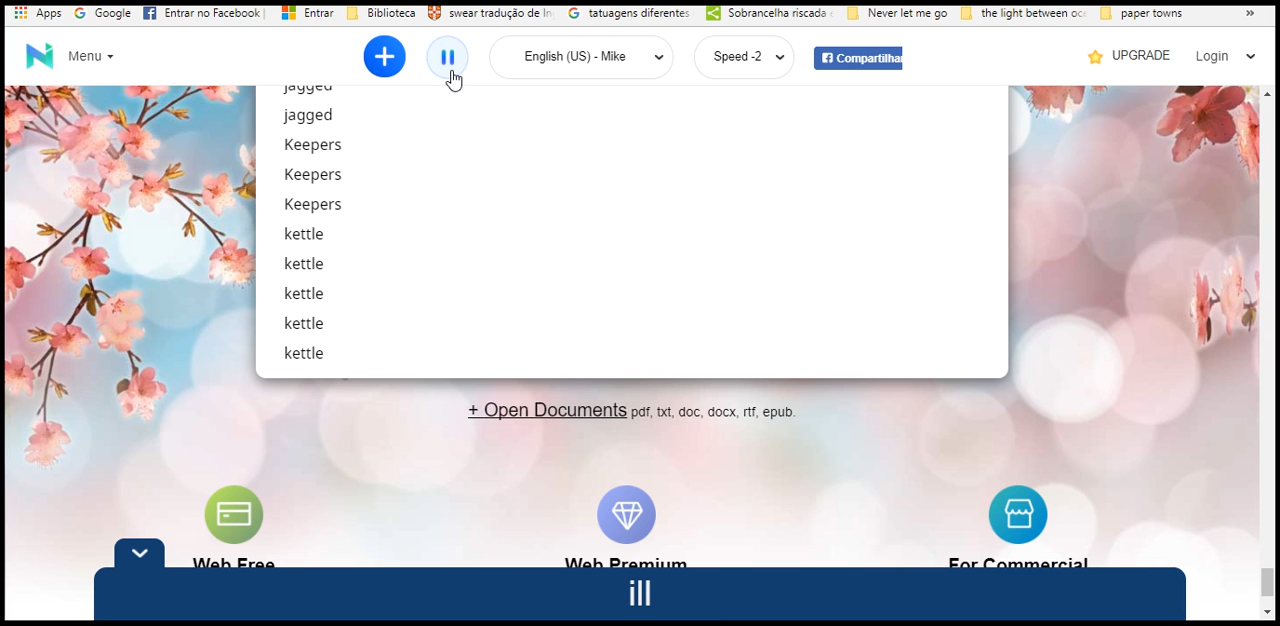 Apps Google Entrar no Facebook Entrar Biblioteca swear tradução de In tatuagens diferentes Sobrancelha riscada Never let me go the light between oce paper towns »
Menu English (US) - Mike Speed -2 Compartilhar UPGRADE Login
jagged
jagged
Keepers
Keepers
Keepers
kettle
kettle
kettle
kettle
kettle
+ Open Documents pdf, txt, doc, docx, rtf, epub.
Web Free Web Premium For Commercial
ill